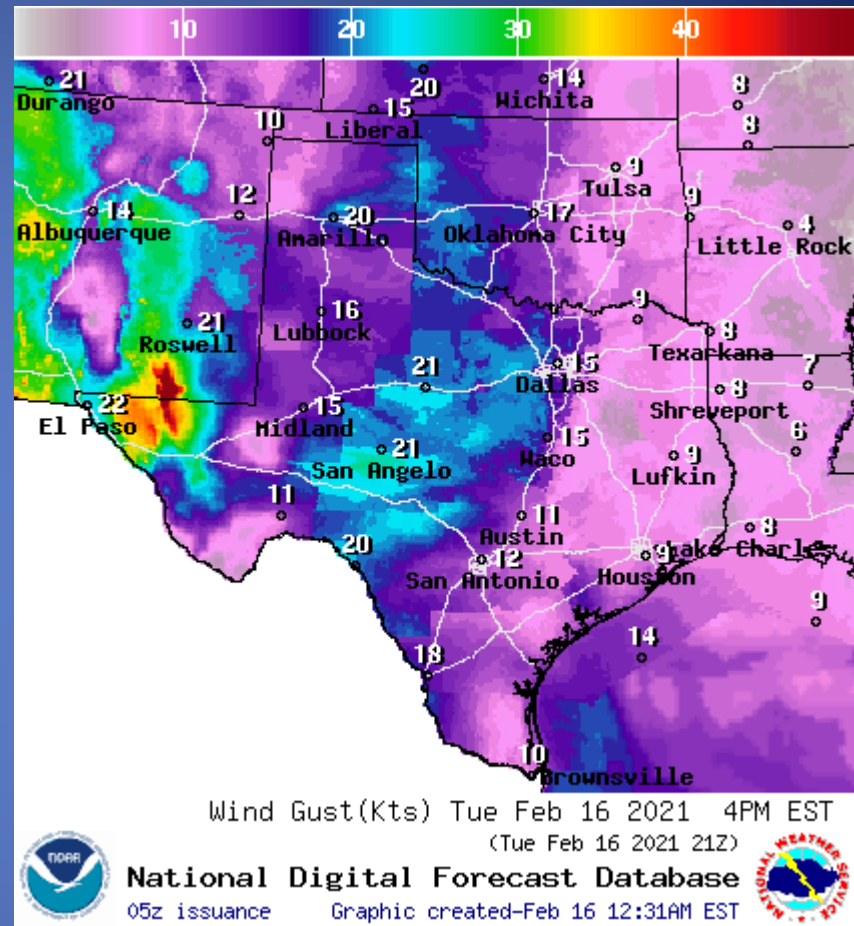 10 20 30 40
21 Durango
20
14 Wichita
8
15 Liberal
10
8
9 Tulsa
14 Albuquerque
12
20 Amarillo
17 Oklahoma City
9
4 Little Rock
21 Roswell
16 Lubbock
9
8 Texarkana
15 Dallas
21
8 Shreveport
7
22 El Paso
15 Midland
21 San Angelo
15 Waco
9 Lufkin
6
11
11 Austin
8
20
12 San Antonio
9 Houston
Lake Charles
9
14
18
10 Brownsville
Wind Gust(Kts) Tue Feb 16 2021 4PM EST
(Tue Feb 16 2021 21Z)
NOAA
National Digital Forecast Database
05z issuance Graphic created-Feb 16 12:31AM EST
NATIONAL WEATHER SERVICE